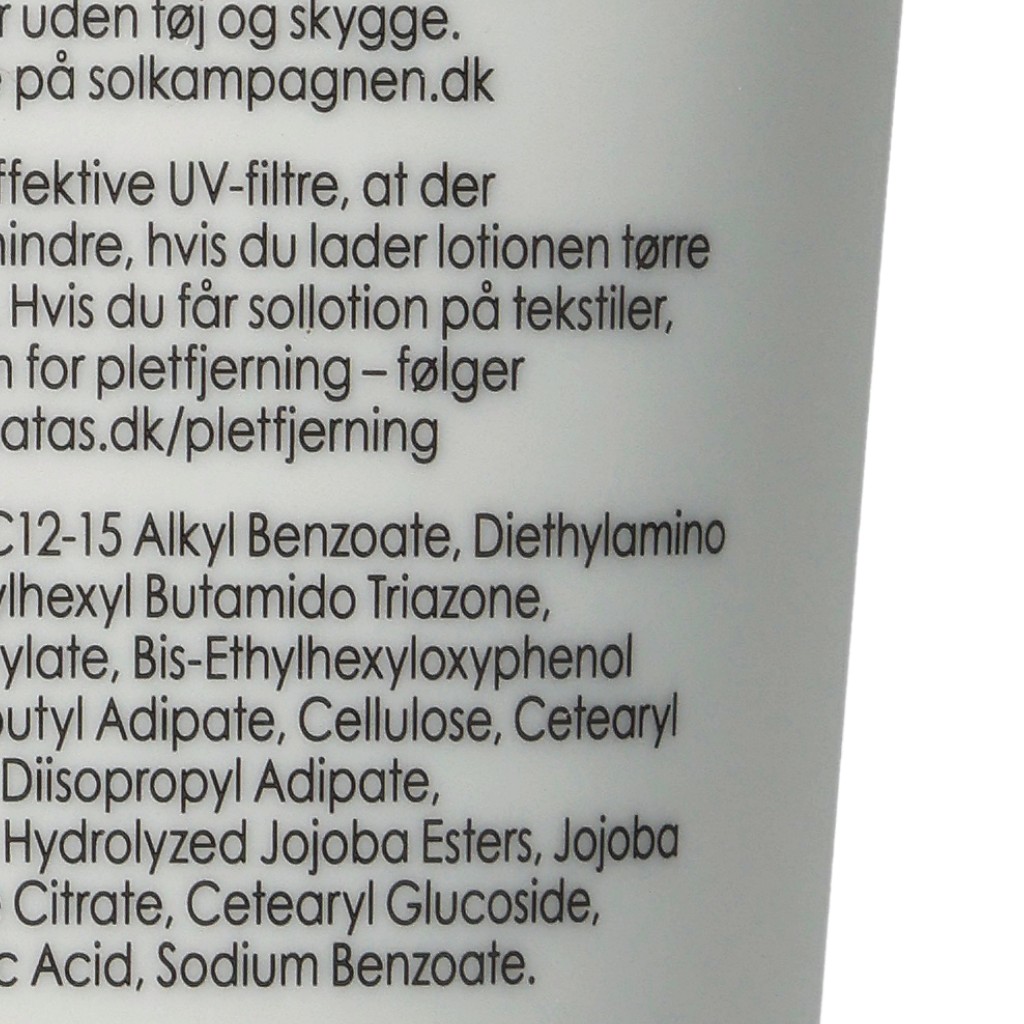 uden tøj og skygge.
på solkampagnen.dk
ffektive UV-filtre, at der
indre, hvis du lader lotionen tørre
Hvis du får sollotion på tekstiler,
for pletfjerning – følger
atas.dk/pletfjerning
C12-15 Alkyl Benzoate, Diethylamino
ylhexyl Butamido Triazone,
ylate, Bis-Ethylhexyloxyphenol
butyl Adipate, Cellulose, Cetearyl
Diisopropyl Adipate,
Hydrolyzed Jojoba Esters, Jojoba
Citrate, Cetearyl Glucoside,
c Acid, Sodium Benzoate.